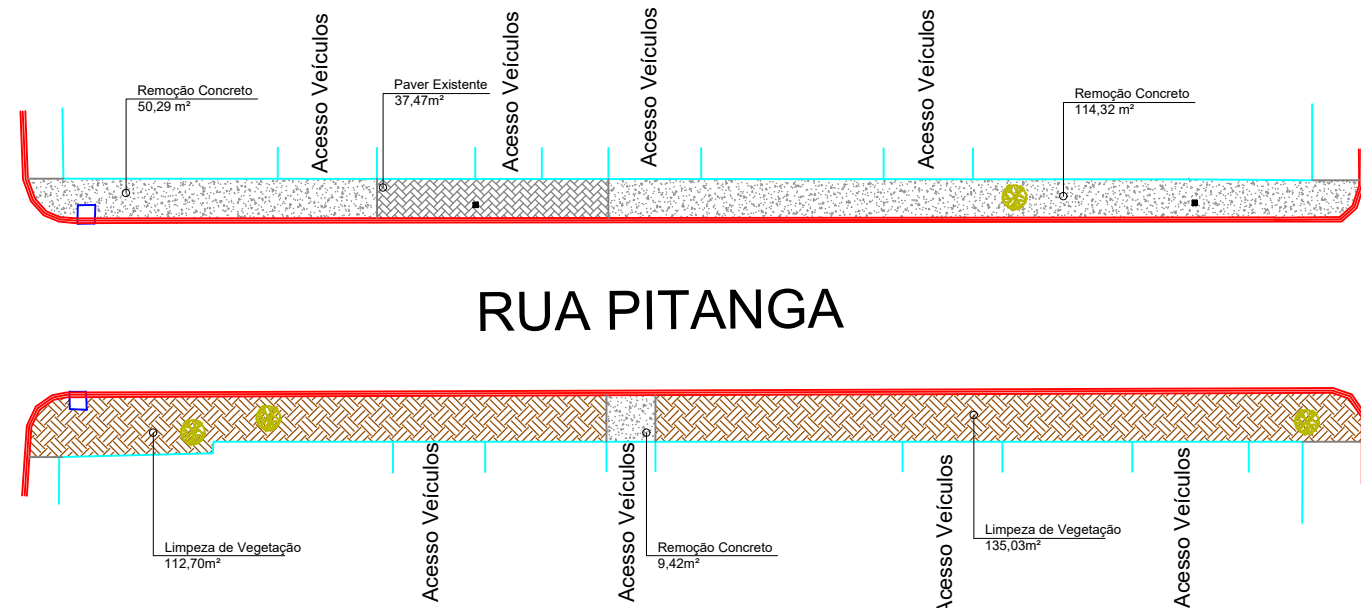 Acesso Veículos
Acesso Veículos
Acesso Veículos
Acesso Veículos
Remoção Concreto
50,29 m²
Paver Existente
37,47m²
Remoção Concreto
114,32 m²
RUA PITANGA
Acesso Veículos
Acesso Veículos
Acesso Veículos
Acesso Veículos
Limpeza de Vegetação
112,70m²
Remoção Concreto
9,42m²
Limpeza de Vegetação
135,03m²